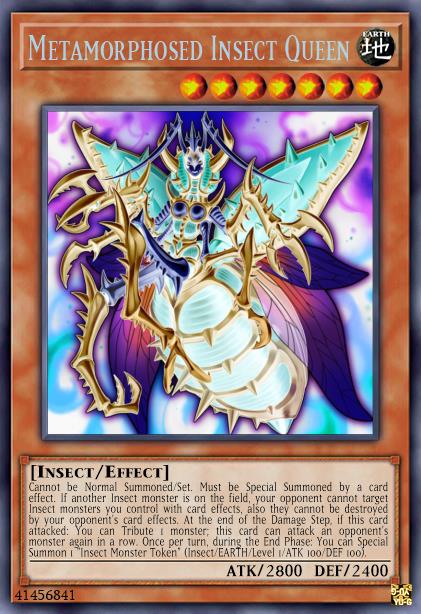 Metamorphosed Insect Queen
EARTH
地
[Insect/Effect]
Cannot be Normal Summoned/Set. Must be Special Summoned by a card
effect. If another Insect monster is on the field, your opponent cannot target
Insect monsters you control with card effects, also they cannot be destroyed
by your opponent's card effects. At the end of the Damage Step, if this card
attacked: You can Tribute 1 monster; this card can attack an opponent's
monster again in a row. Once per turn, during the End Phase: You can Special
Summon 1 "Insect Monster Token" (Insect/EARTH/Level 1/ATK 100/DEF 100).
ATK/2800 DEF/2400
41456841